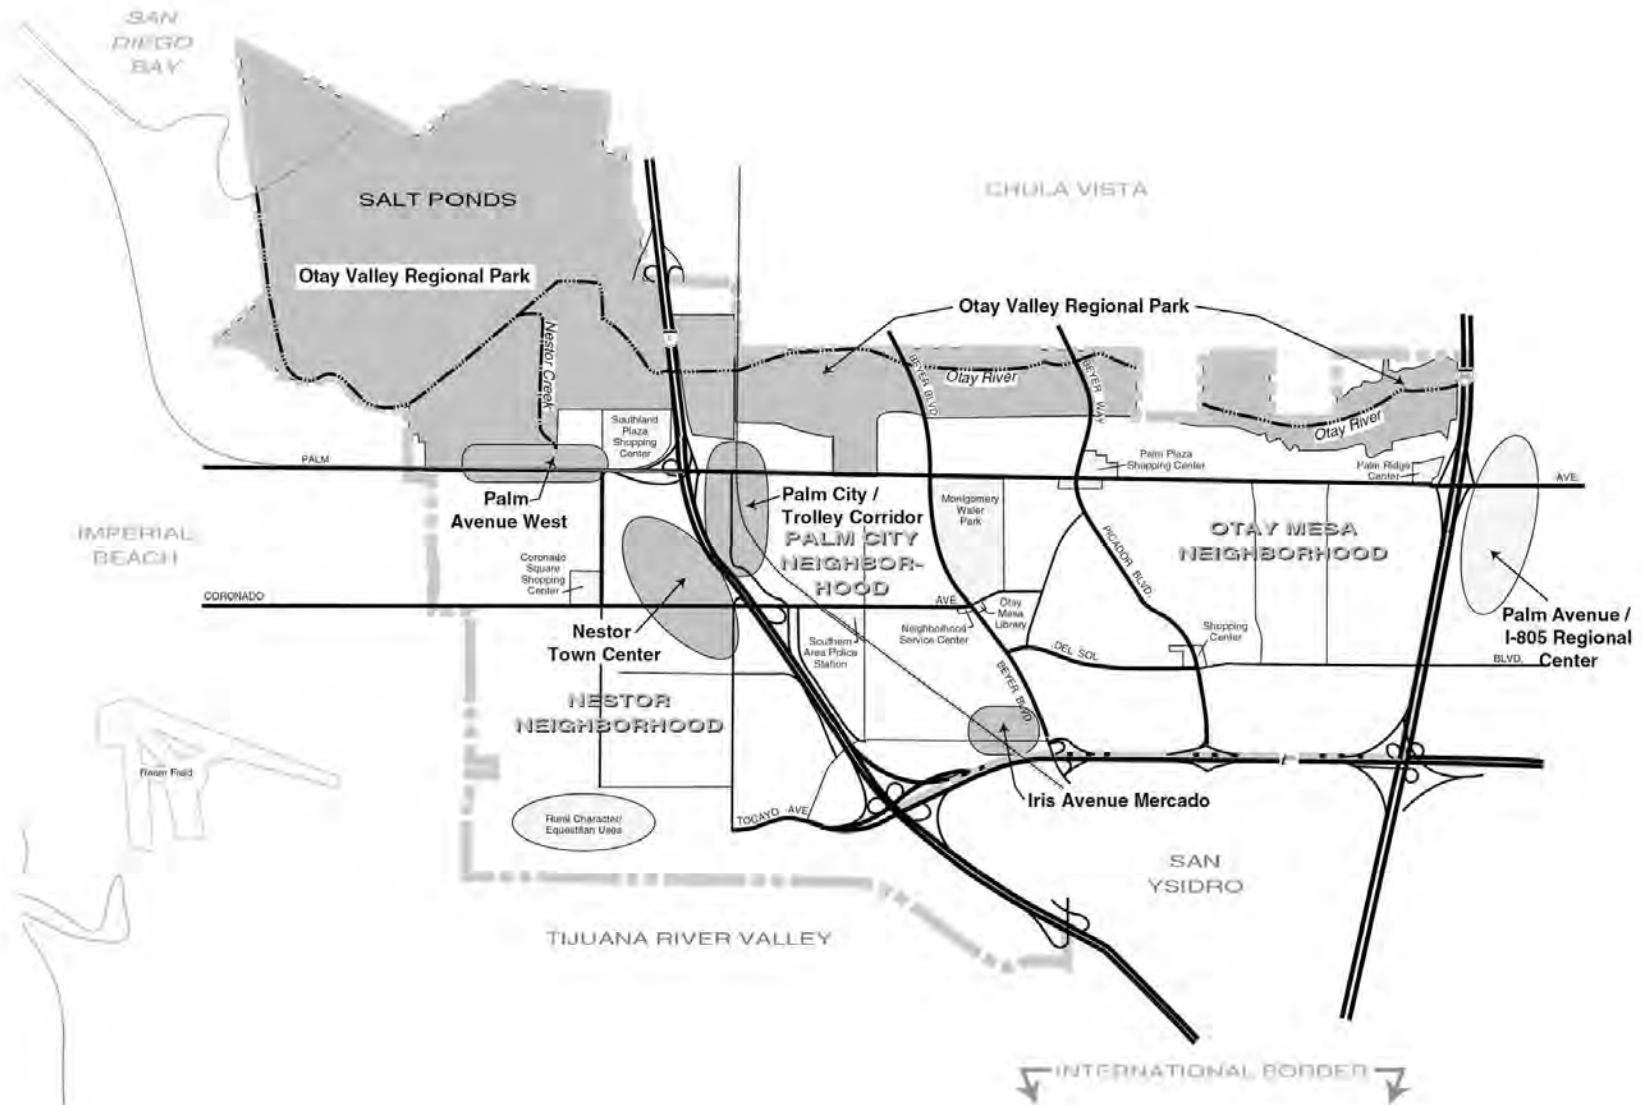 SAN
DIEGO
BAY
CHULA VISTA
SALT PONDS
Otay Valley Regional Park
Otay Valley Regional Park
Nestor Creek
BEYER BLVD.
Otay River
BEYER WAY
Otay River
Southland
Plaza
Shopping
Center
PALM
Palm Plaza
Shopping Center
Palm Ridge
Center
AVE.
Palm
Avenue West
Palm City /
Trolley Corridor
PALM CITY
NEIGHBOR-
HOOD
Montgomery
Waller
Park
OTAY MESA
NEIGHBORHOOD
PICADOR BLVD.
IMPERIAL
BEACH
Coronado
Square
Shopping
Center
CORONADO
AVE.
Otay
Mesa
Library
Nestor
Town Center
Southern
Area Police
Station
Neighborhood
Service Center
Shopping
Center
Palm Avenue /
I-805 Regional
Center
DEL SOL
BLVD.
BEYER BLVD.
NESTOR
NEIGHBORHOOD
Ream Field
Iris Avenue Mercado
TOCAYO AVE.
Rural Character/
Equestrian Uses
SAN
YSIDRO
TIJUANA RIVER VALLEY
INTERNATIONAL BORDER